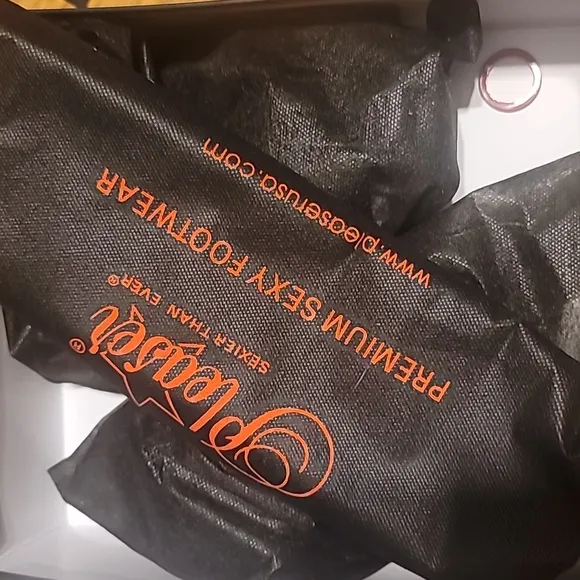 Pleaser®
SEXIER THAN EVER®
PREMIUM SEXY FOOTWEAR
www.pleaserusa.com